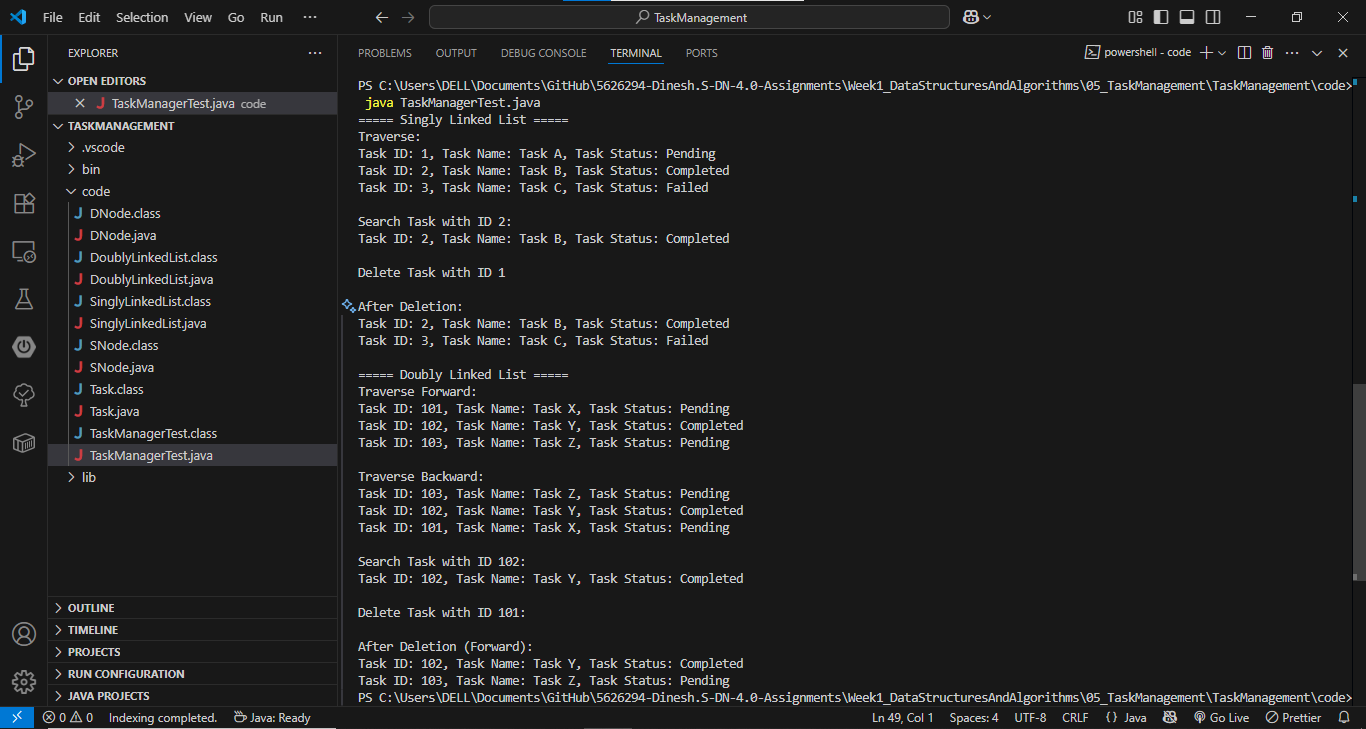 File Edit Selection View Go Run ···
TaskManagement
EXPLORER ···
OPEN EDITORS
TaskManagerTest.java code
TASKMANAGEMENT
.vscode
bin
code
DNode.class
DNode.java
DoublyLinkedList.class
DoublyLinkedList.java
SinglyLinkedList.class
SinglyLinkedList.java
SNode.class
SNode.java
Task.class
Task.java
TaskManagerTest.class
TaskManagerTest.java
lib
OUTLINE
TIMELINE
PROJECTS
RUN CONFIGURATION
JAVA PROJECTS
PROBLEMS OUTPUT DEBUG CONSOLE TERMINAL PORTS
powershell - code
PS C:\Users\DELL\Documents\GitHub\5626294-Dinesh.S-DN-4.0-Assignments\Week1_DataStructuresAndAlgorithms\05_TaskManagement\TaskManagement\code>
java TaskManagerTest.java
===== Singly Linked List =====
Traverse:
Task ID: 1, Task Name: Task A, Task Status: Pending
Task ID: 2, Task Name: Task B, Task Status: Completed
Task ID: 3, Task Name: Task C, Task Status: Failed
Search Task with ID 2:
Task ID: 2, Task Name: Task B, Task Status: Completed
Delete Task with ID 1
After Deletion:
Task ID: 2, Task Name: Task B, Task Status: Completed
Task ID: 3, Task Name: Task C, Task Status: Failed
===== Doubly Linked List =====
Traverse Forward:
Task ID: 101, Task Name: Task X, Task Status: Pending
Task ID: 102, Task Name: Task Y, Task Status: Completed
Task ID: 103, Task Name: Task Z, Task Status: Pending
Traverse Backward:
Task ID: 103, Task Name: Task Z, Task Status: Pending
Task ID: 102, Task Name: Task Y, Task Status: Completed
Task ID: 101, Task Name: Task X, Task Status: Pending
Search Task with ID 102:
Task ID: 102, Task Name: Task Y, Task Status: Completed
Delete Task with ID 101:
After Deletion (Forward):
Task ID: 102, Task Name: Task Y, Task Status: Completed
Task ID: 103, Task Name: Task Z, Task Status: Pending
PS C:\Users\DELL\Documents\GitHub\5626294-Dinesh.S-DN-4.0-Assignments\Week1_DataStructuresAndAlgorithms\05_TaskManagement\TaskManagement\code>
0 0 Indexing completed. Java: Ready Ln 49, Col 1 Spaces: 4 UTF-8 CRLF {} Java Go Live Prettier